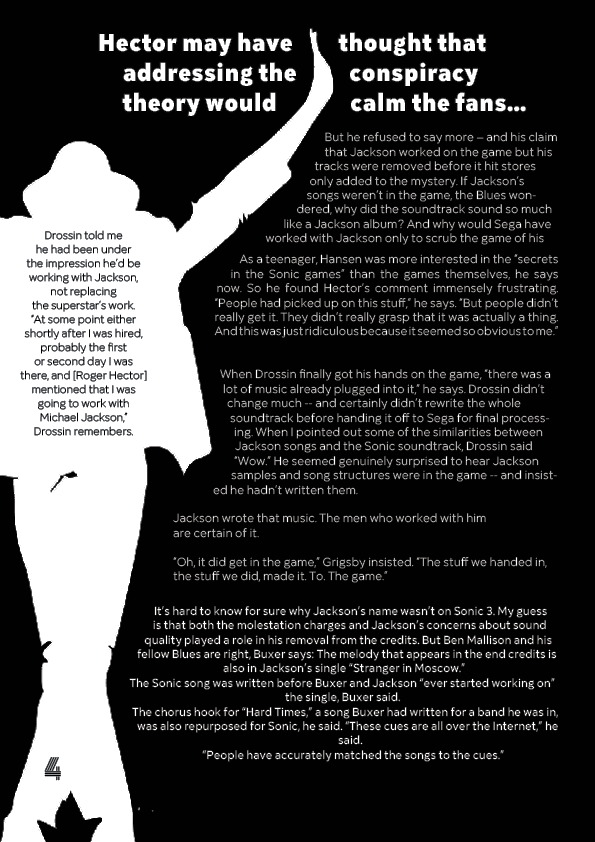 Hector may have thought that
addressing the conspiracy
theory would calm the fans...
But he refused to say more – and his claim
that Jackson worked on the game but his
tracks were removed before it hit stores
only added to the mystery. If Jackson's
songs weren't in the game, the Blues won-
dered, why did the soundtrack sound so much
like a Jackson album? And why would Sega have
worked with Jackson only to scrub the game of his
Drossin told me
he had been under
the impression he'd be
working with Jackson,
not replacing
the superstar's work.
"At some point either
shortly after I was hired,
probably the first
or second day I was
there, and [Roger Hector]
mentioned that I was
going to work with
Michael Jackson,"
Drossin remembers.
As a teenager, Hansen was more interested in the "secrets
in the Sonic games" than the games themselves, he says
now. So he found Hector's comment immensely frustrating.
"People had picked up on this stuff," he says. "But people didn't
really get it. They didn't really grasp that it was actually a thing.
And this was just ridiculous because it seemed so obvious to me."
When Drossin finally got his hands on the game, "there was a
lot of music already plugged into it," he says. Drossin didn't
change much -- and certainly didn't rewrite the whole
soundtrack before handing it off to Sega for final process-
ing. When I pointed out some of the similarities between
Jackson songs and the Sonic soundtrack, Drossin said
"Wow." He seemed genuinely surprised to hear Jackson
samples and song structures were in the game -- and insist-
ed he hadn't written them.
Jackson wrote that music. The men who worked with him
are certain of it.
"Oh, it did get in the game," Grigsby insisted. "The stuff we handed in,
the stuff we did, made it. To. The game."
It's hard to know for sure why Jackson's name wasn't on Sonic 3. My guess
is that both the molestation charges and Jackson's concerns about sound
quality played a role in his removal from the credits. But Ben Mallison and his
fellow Blues are right, Buxer says: The melody that appears in the end credits is
also in Jackson's single "Stranger in Moscow."
The Sonic song was written before Buxer and Jackson "ever started working on"
the single, Buxer said.
The chorus hook for "Hard Times," a song Buxer had written for a band he was in,
was also repurposed for Sonic, he said. "These cues are all over the Internet," he
said.
"People have accurately matched the songs to the cues."
4